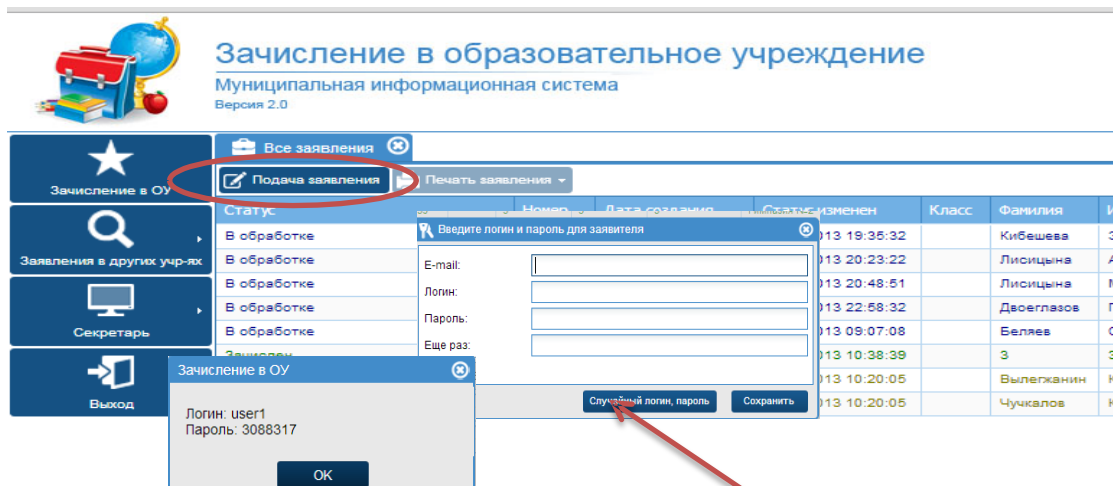 Зачисление в образовательное учреждение
Муниципальная информационная система
Версия 2.0
Все заявления
Зачисление в ОУ
Подача заявления
Печать заявления
Статус Номер Дата создания Статус изменен Класс Фамилия
В обработке 013 19:35:32 Кибешева
В обработке 013 20:23:22 Лисицына
В обработке 013 20:48:51 Лисицына
В обработке 013 22:58:32 Двоеглазов
В обработке 013 09:07:08 Беляев
Зачислен 013 10:38:39 З
013 10:20:05 Вылегжанин
013 10:20:05 Чучкалов
Заявления в других учр-ях
Секретарь
Выход
Введите логин и пароль для заявителя
E-mail:
Логин:
Пароль:
Еще раз:
Случайный логин, пароль
Сохранить
Зачисление в ОУ
Логин: user1
Пароль: 3088317
OK